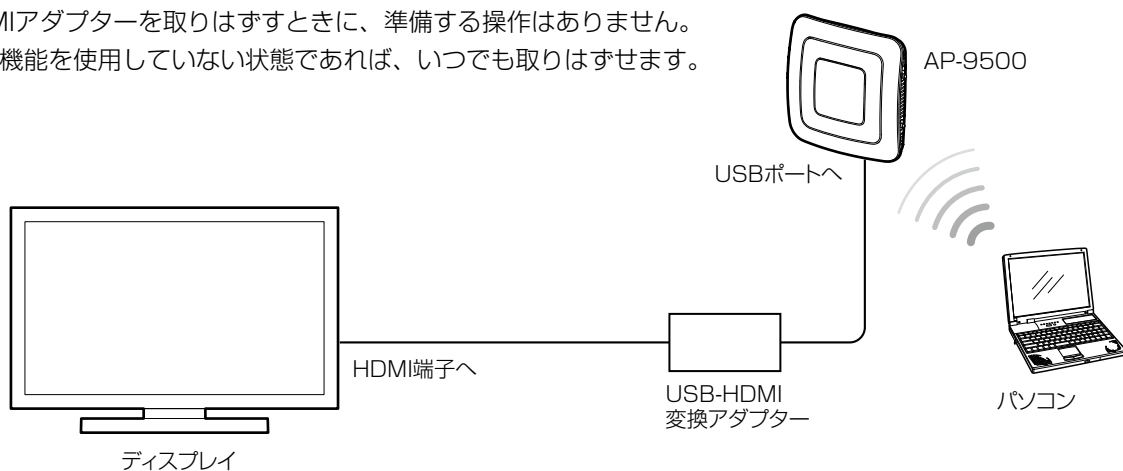 MIアダプターを取りはずすときに、準備する操作はありません。
機能を使用していない状態であれば、いつでも取りはずせます。
AP-9500
USBポートへ
HDMI端子へ
USB-HDMI
変換アダプター
パソコン
ディスプレイ